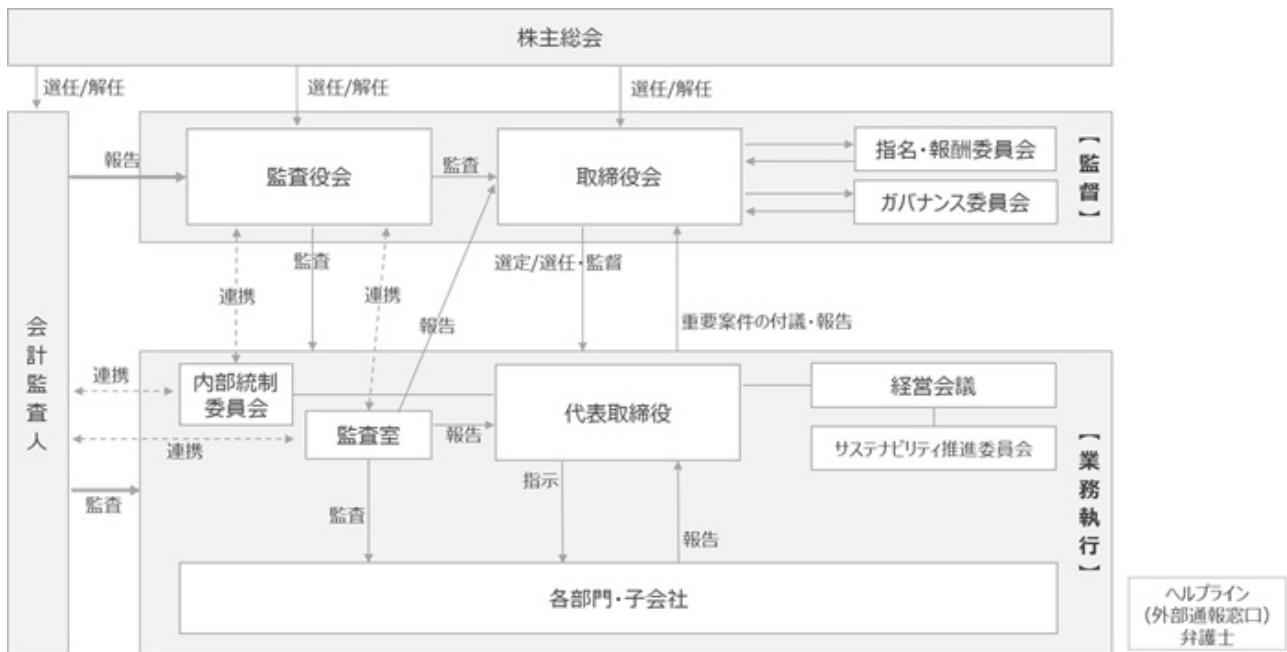 株主総会
選任/解任
選任/解任
選任/解任
会計監査人
報告
監査役会
監査
取締役会
指名・報酬委員会
ガバナンス委員会
【監督】
連携
監査
連携
報告
選定/選任・監督
重要案件の付議・報告
連携
内部統制
委員会
代表取締役
経営会議
監査室
報告
サステナビリティ推進委員会
連携
監査
監査
指示
報告
【業務執行】
各部門・子会社
ヘルプライン
(外部通報窓口)
弁護士